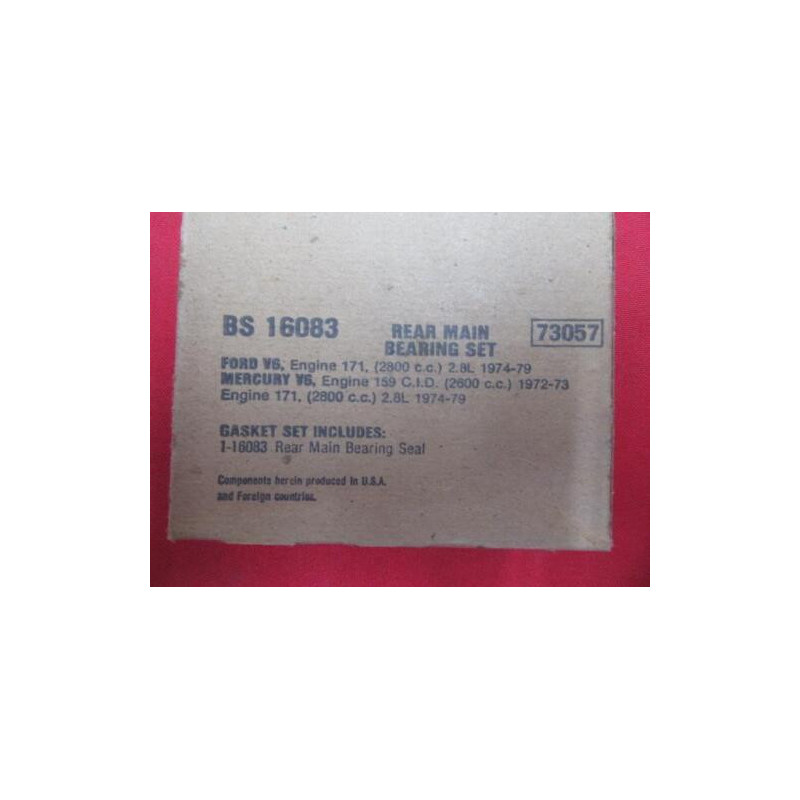 BS 16083 REAR MAIN 73057
BEARING SET
FORD V6, Engine 171, (2800 c.c.) 2.8L 1974-79
MERCURY V6, Engine 159 C.I.D. (2600 c.c.) 1972-73
Engine 171, (2800 c.c.) 2.8L 1974-79
GASKET SET INCLUDES:
1-16083 Rear Main Bearing Seal
Components herein produced in U.S.A.
and Foreign countries.